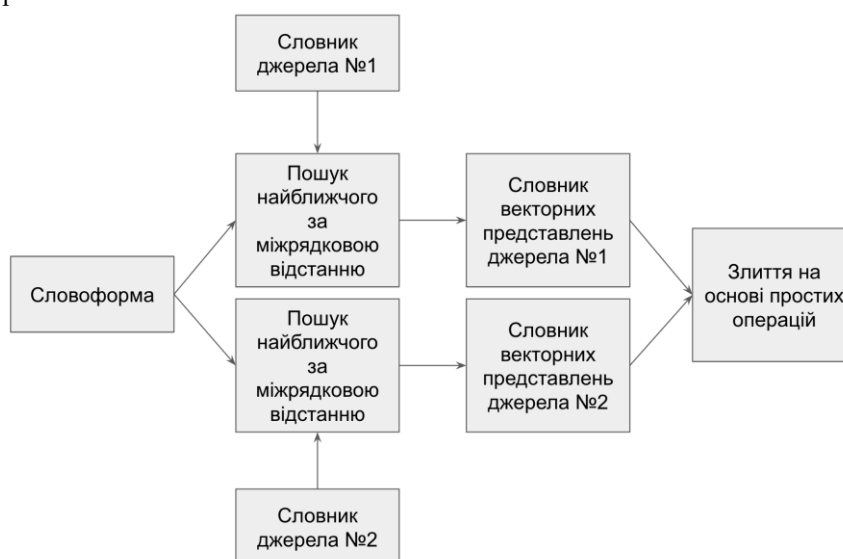 Словник
джерела №1
Пошук
найближчого
за
міжрядковою
відстанню
Словник
векторних
представлень
джерела №1
Словоформа
Злиття на
основі простих
операцій
Пошук
найближчого
за
міжрядковою
відстанню
Словник
векторних
представлень
джерела №2
Словник
джерела №2